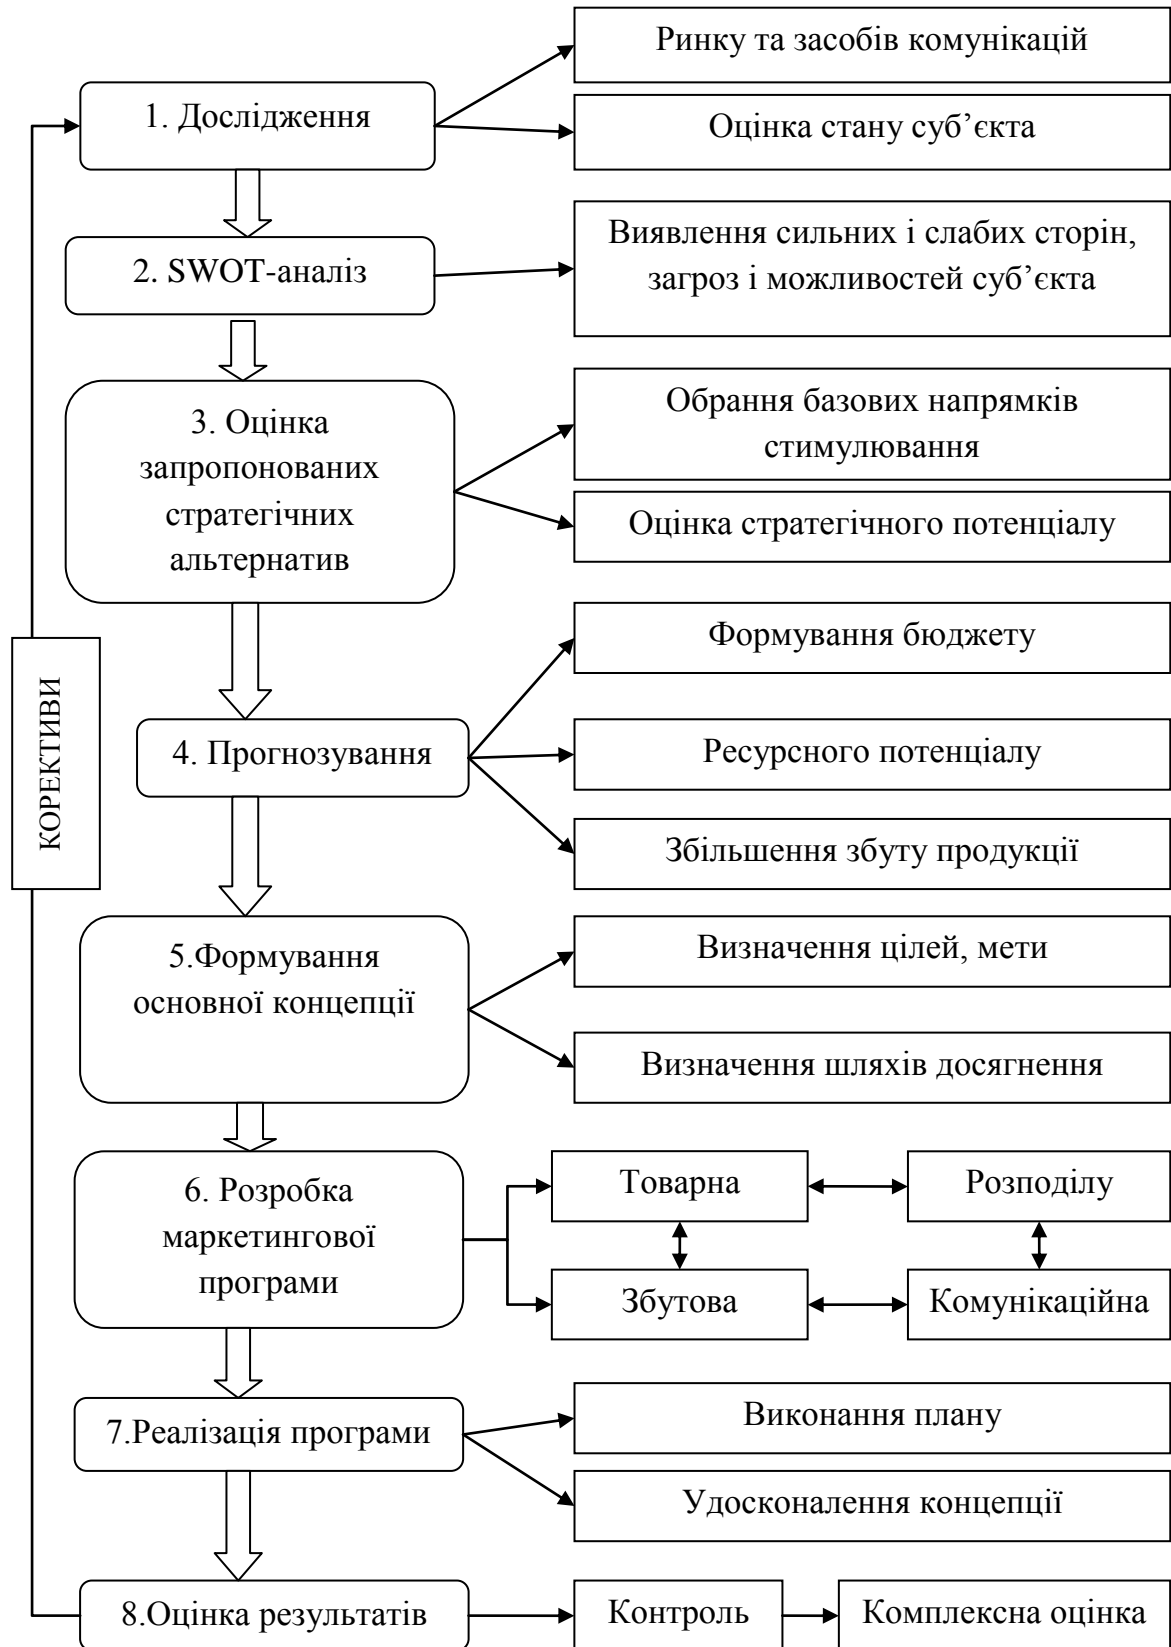 Ринку та засобів комунікацій
1. Дослідження
Оцінка стану суб’єкта
2. SWOT-аналіз
Виявлення сильних і слабих сторін,
загроз і можливостей суб’єкта
3. Оцінка
запропонованих
стратегічних
альтернатив
Обрання базових напрямків
стимулювання
Оцінка стратегічного потенціалу
КОРЕКТИВИ
4. Прогнозування
Формування бюджету
Ресурсного потенціалу
Збільшення збуту продукції
5.Формування
основної концепції
Визначення цілей, мети
Визначення шляхів досягнення
6. Розробка
маркетингової
програми
Товарна
Розподілу
Збутова
Комунікаційна
7.Реалізація програми
Виконання плану
Удосконалення концепції
8.Оцінка результатів
Контроль
Комплексна оцінка